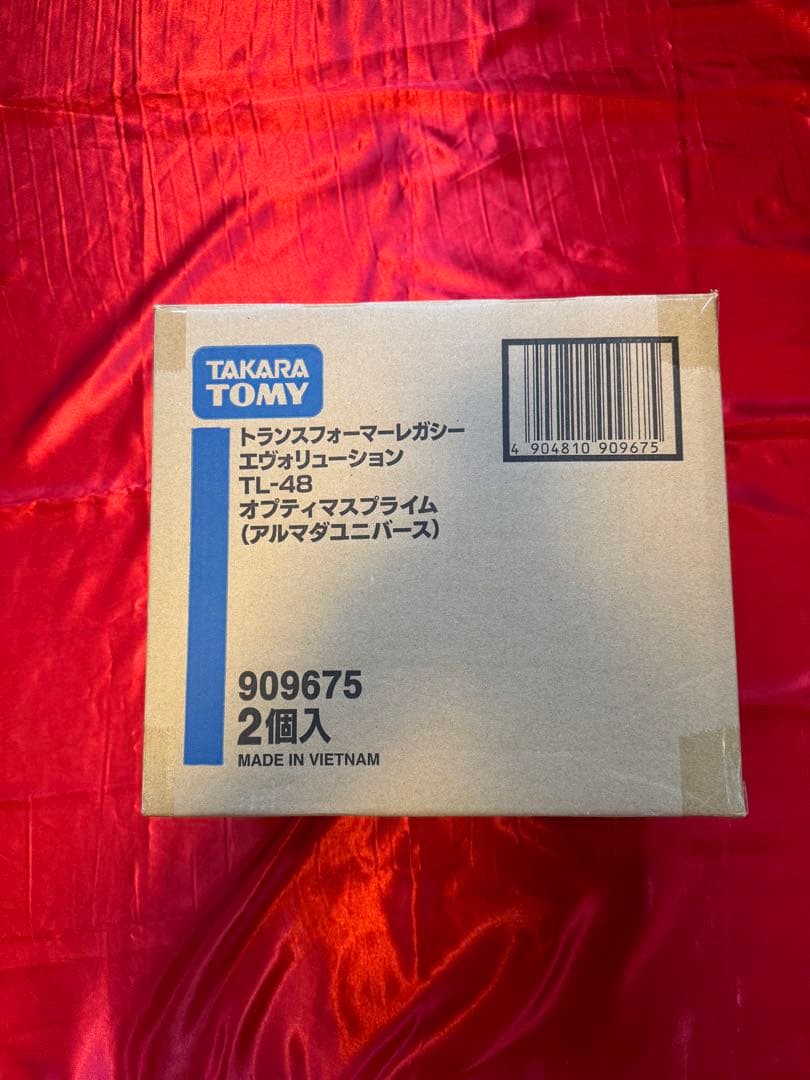 TAKARA
TOMY
トランスフォーマーレガシー
エヴォリューション
TL-48
オプティマスプライム
(アルマダユニバース)
4 904810 909675
909675
2個入
MADE IN VIETNAM